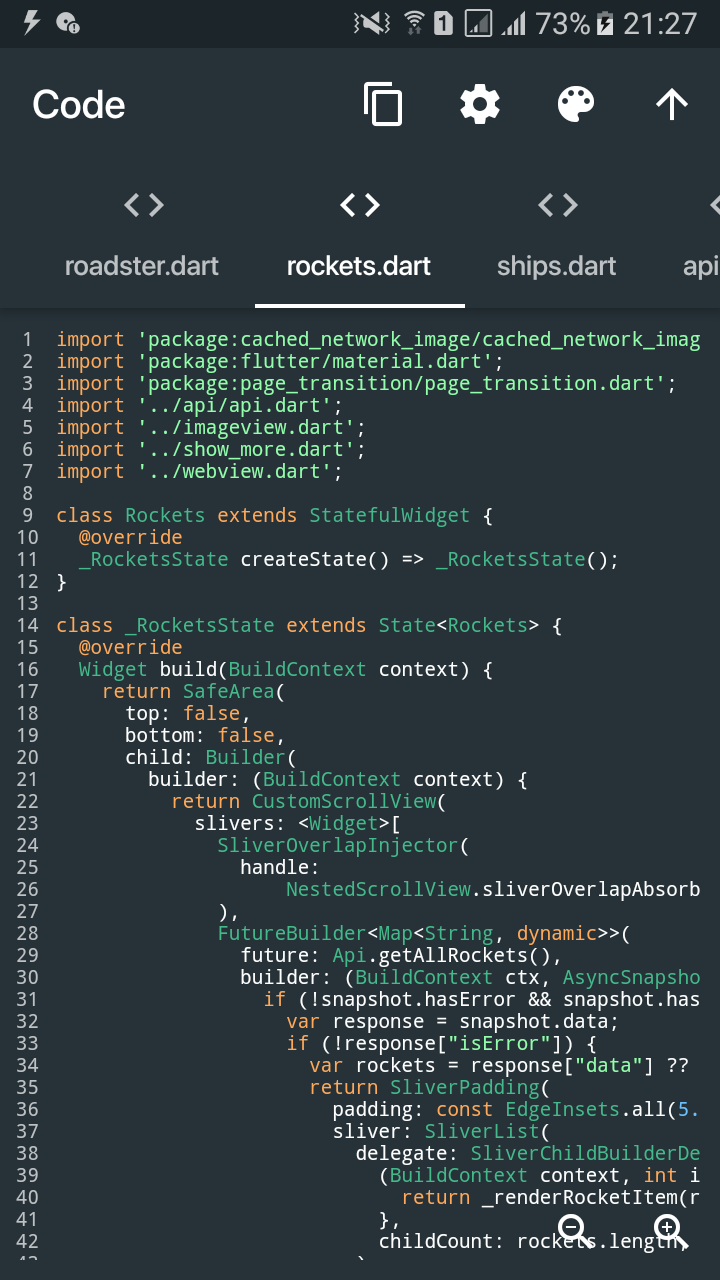 73% 21:27
Code
roadster.dart rockets.dart ships.dart api
1 import 'package:cached_network_image/cached_network_imag
2 import 'package:flutter/material.dart';
3 import 'package:page_transition/page_transition.dart';
4 import '../api/api.dart';
5 import '../imageview.dart';
6 import '../show_more.dart';
7 import '../webview.dart';
8
9 class Rockets extends StatefulWidget {
10   @override
11   _RocketsState createState() => _RocketsState();
12 }
13
14 class _RocketsState extends State<Rockets> {
15   @override
16   Widget build(BuildContext context) {
17     return SafeArea(
18       top: false,
19       bottom: false,
20       child: Builder(
21         builder: (BuildContext context) {
22           return CustomScrollView(
23             slivers: <Widget>[
24               SliverOverlapInjector(
25                 handle:
26                     NestedScrollView.sliverOverlapAbsorb
27               ),
28               FutureBuilder<Map<String, dynamic>>(
29                 future: Api.getAllRockets(),
30                 builder: (BuildContext ctx, AsyncSnapsho
31                   if (!snapshot.hasError && snapshot.has
32                     var response = snapshot.data;
33                     if (!response["isError"]) {
34                       var rockets = response["data"] ??
35                       return SliverPadding(
36                         padding: const EdgeInsets.all(5.
37                         sliver: SliverList(
38                           delegate: SliverChildBuilderDe
39                             (BuildContext context, int i
40                               return _renderRocketItem(r
41                             },
42                             childCount: rockets.length,